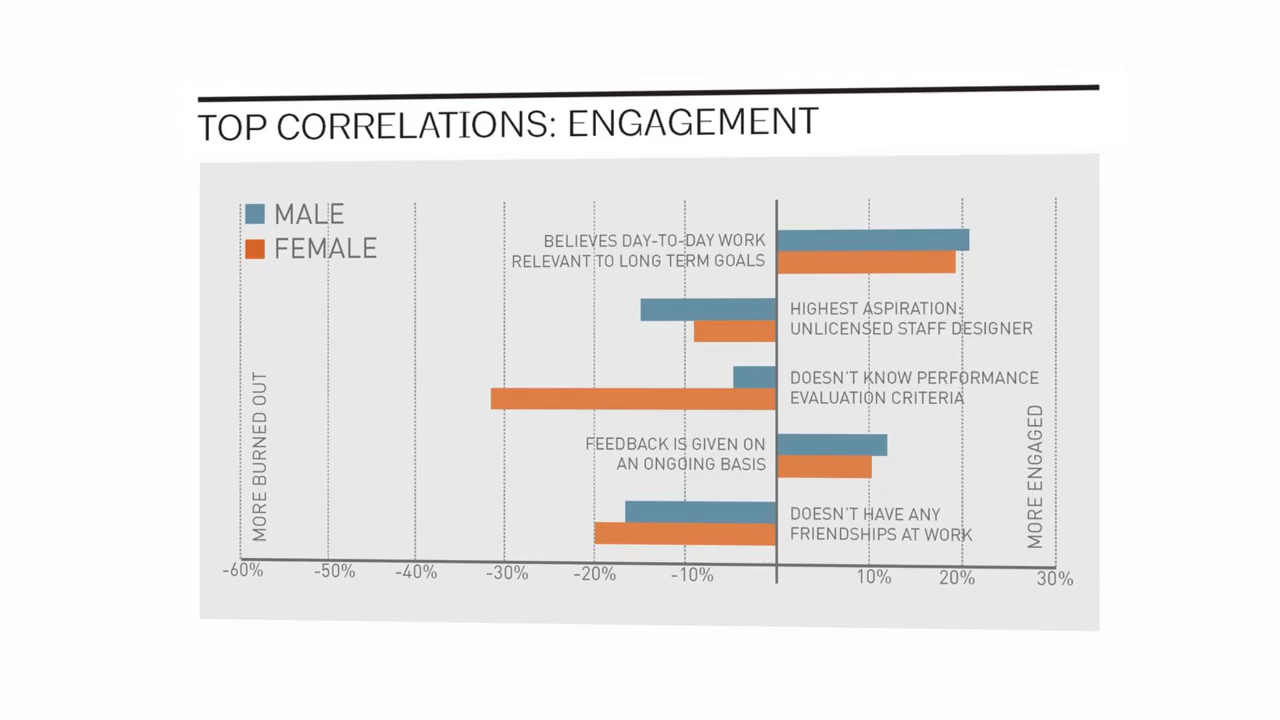 TOP CORRELATIONS: ENGAGEMENT
MALE
FEMALE
BELIEVES DAY-TO-DAY WORK
RELEVANT TO LONG TERM GOALS
HIGHEST ASPIRATION:
UNLICENSED STAFF DESIGNER
DOESN'T KNOW PERFORMANCE
EVALUATION CRITERIA
FEEDBACK IS GIVEN ON
AN ONGOING BASIS
DOESN'T HAVE ANY
FRIENDSHIPS AT WORK
MORE BURNED OUT
MORE ENGAGED
-60% -50% -40% -30% -20% -10% 10% 20% 30%